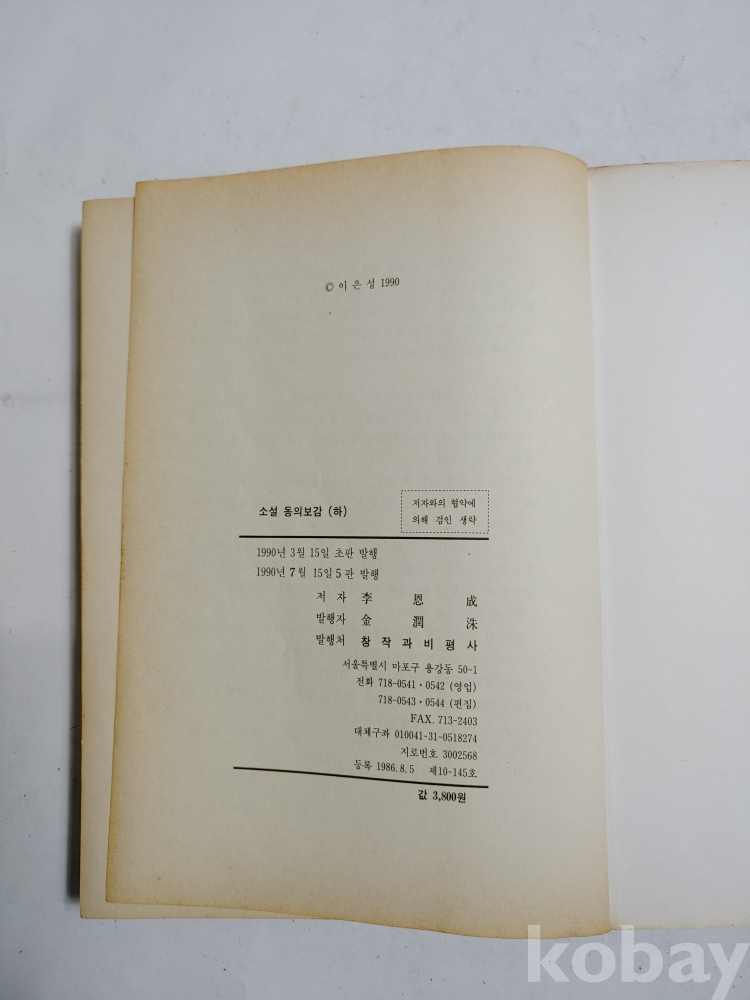 © 이은성 1990
소설 동의보감 (하)
저자와의 협약에
의해 검인 생략
1990년 3월 15일 초판 발행
1990년 7월 15일 5판 발행
저 자 李 恩 成
발행자 金 潤 洙
발행처 창 작 과 비 평 사
서울특별시 마포구 용강동 50-1
전화 718-0541·0542 (영업)
718-0543·0544 (편집)
FAX. 713-2403
대체구좌 010041-31-0518274
지로번호 3002568
등록 1986.8.5 제10-145호
값 3,800원
kobay